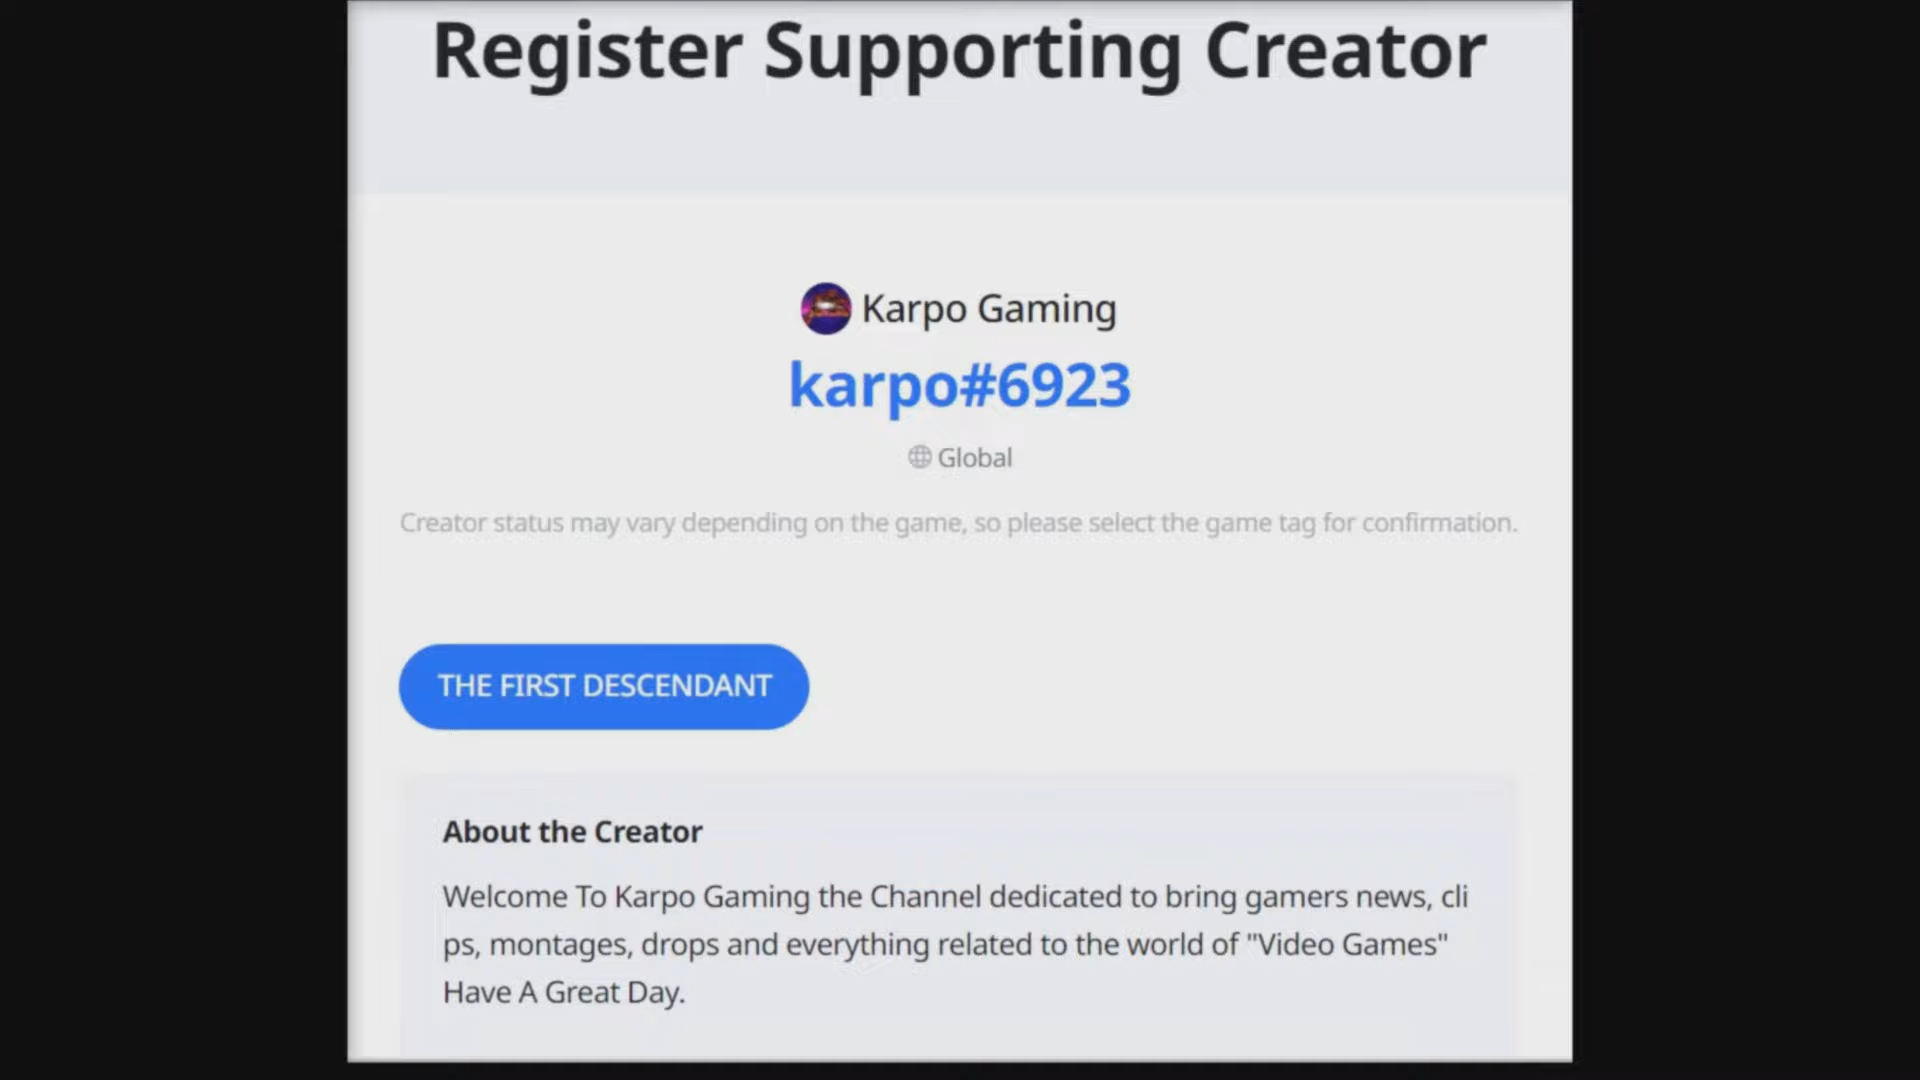 Register Supporting Creator
Karpo Gaming
karpo#6923
Global
Creator status may vary depending on the game, so please select the game tag for confirmation.
THE FIRST DESCENDANT
About the Creator
Welcome To Karpo Gaming the Channel dedicated to bring gamers news, cli
ps, montages, drops and everything related to the world of "Video Games"
Have A Great Day.